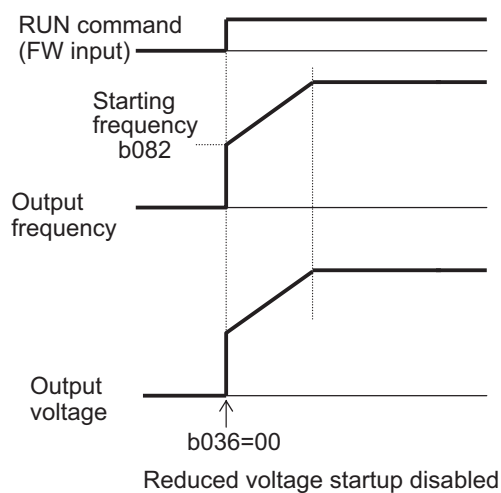 RUN command
(FW input)
Starting
frequency
b082
Output
frequency
Output
voltage
b036=00
Reduced voltage startup disabled